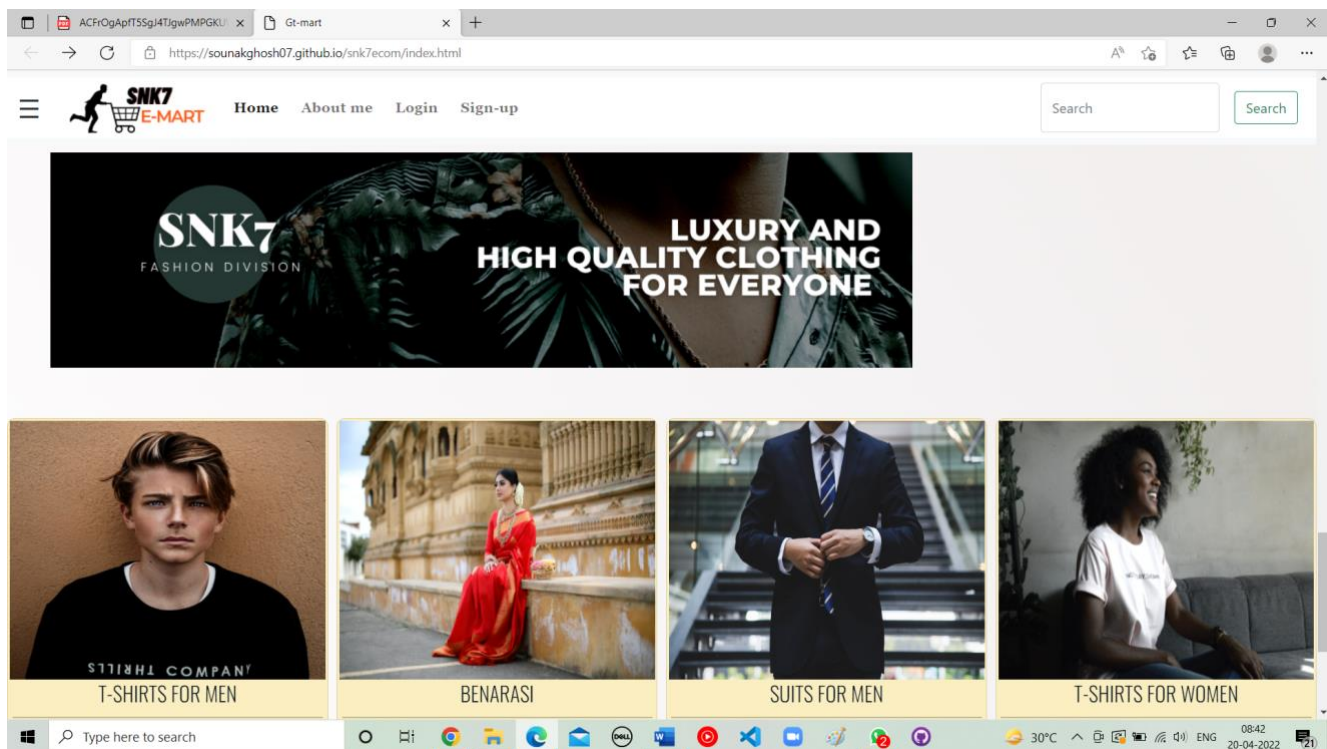 ACFrOgApfT5SgJ4TJgwPMPGKU
Gt-mart
https://sounakghosh07.github.io/snk7ecom/index.html
SNK7
E-MART
Home
About me
Login
Sign-up
Search
Search
SNK7
FASHION DIVISION
LUXURY AND
HIGH QUALITY CLOTHING
FOR EVERYONE
COMPANY
T-SHIRTS FOR MEN
BENARASI
SUITS FOR MEN
T-SHIRTS FOR WOMEN
Type here to search
DELL
30°C
ENG
08:42
20-04-2022
21